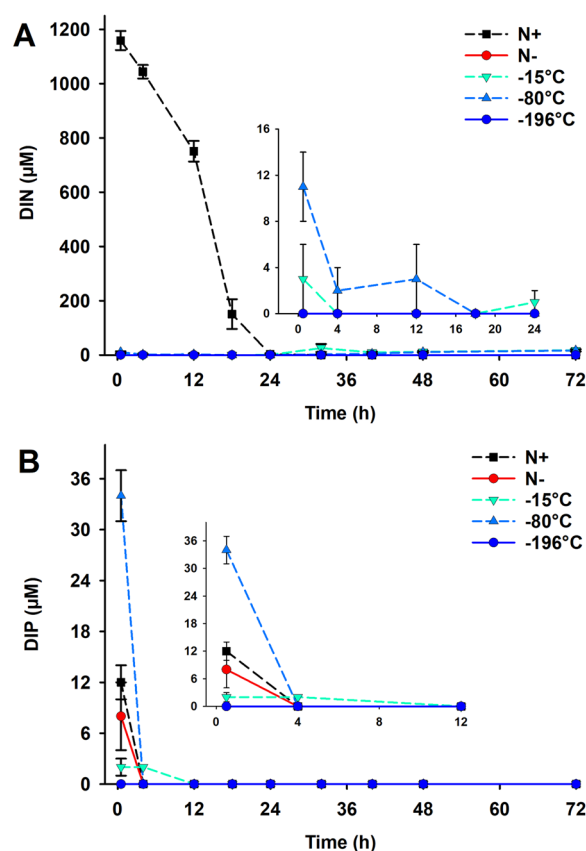 A
DIN (µM)
1200
1000
800
600
400
200
0
N+
N-
-15°C
-80°C
-196°C
16
12
8
4
0
0 4 8 12 16 20 24
0 12 24 36 48 60 72
Time (h)
B
DIP (µM)
36
30
24
18
12
6
0
N+
N-
-15°C
-80°C
-196°C
36
30
24
18
12
6
0
0 4 8 12
0 12 24 36 48 60 72
Time (h)